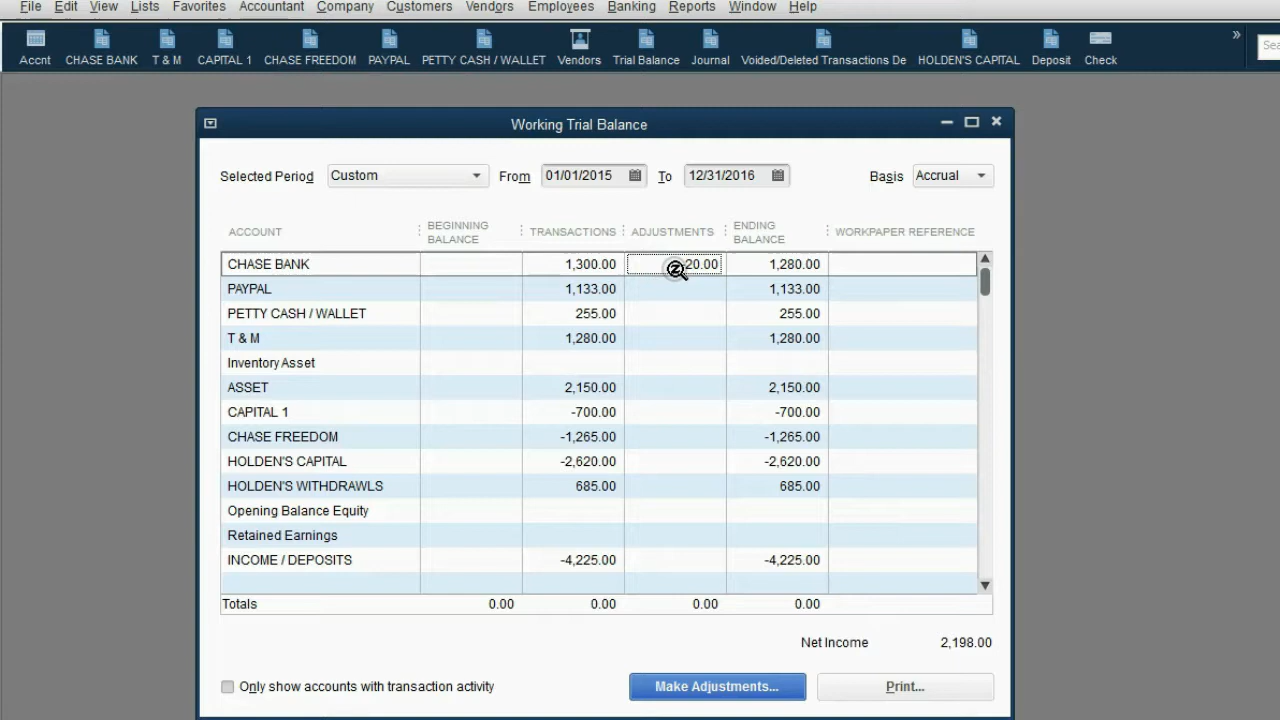 File Edit View Lists Favorites Accountant Company Customers Vendors Employees Banking Reports Window Help
Accnt CHASE BANK T & M CAPITAL 1 CHASE FREEDOM PAYPAL PETTY CASH / WALLET Vendors Trial Balance Journal Voided/Deleted Transactions De HOLDEN'S CAPITAL Deposit Check
Working Trial Balance
Selected Period Custom From 01/01/2015 To 12/31/2016 Basis Accrual
ACCOUNT BEGINNING BALANCE TRANSACTIONS ADJUSTMENTS ENDING BALANCE WORKPAPER REFERENCE
CHASE BANK 1,300.00 20.00 1,280.00
PAYPAL 1,133.00 1,133.00
PETTY CASH / WALLET 255.00 255.00
T & M 1,280.00 1,280.00
Inventory Asset
ASSET 2,150.00 2,150.00
CAPITAL 1 -700.00 -700.00
CHASE FREEDOM -1,265.00 -1,265.00
HOLDEN'S CAPITAL -2,620.00 -2,620.00
HOLDEN'S WITHDRAWLS 685.00 685.00
Opening Balance Equity
Retained Earnings
INCOME / DEPOSITS -4,225.00 -4,225.00
Totals 0.00 0.00 0.00 0.00
Net Income 2,198.00
Only show accounts with transaction activity Make Adjustments... Print...